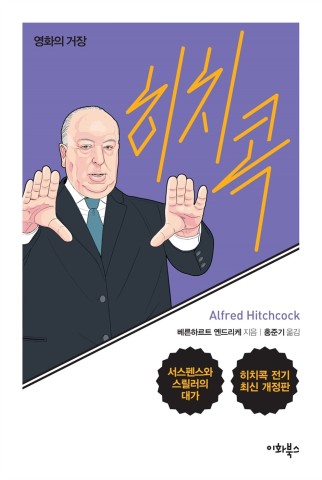 영화의 거장
히치콕
Alfred Hitchcock
베른하르트 옌드리케 지음 | 홍준기 옮김
서스펜스와
스릴러의
대가
히치콕 전기
최신 개정판
이화북스